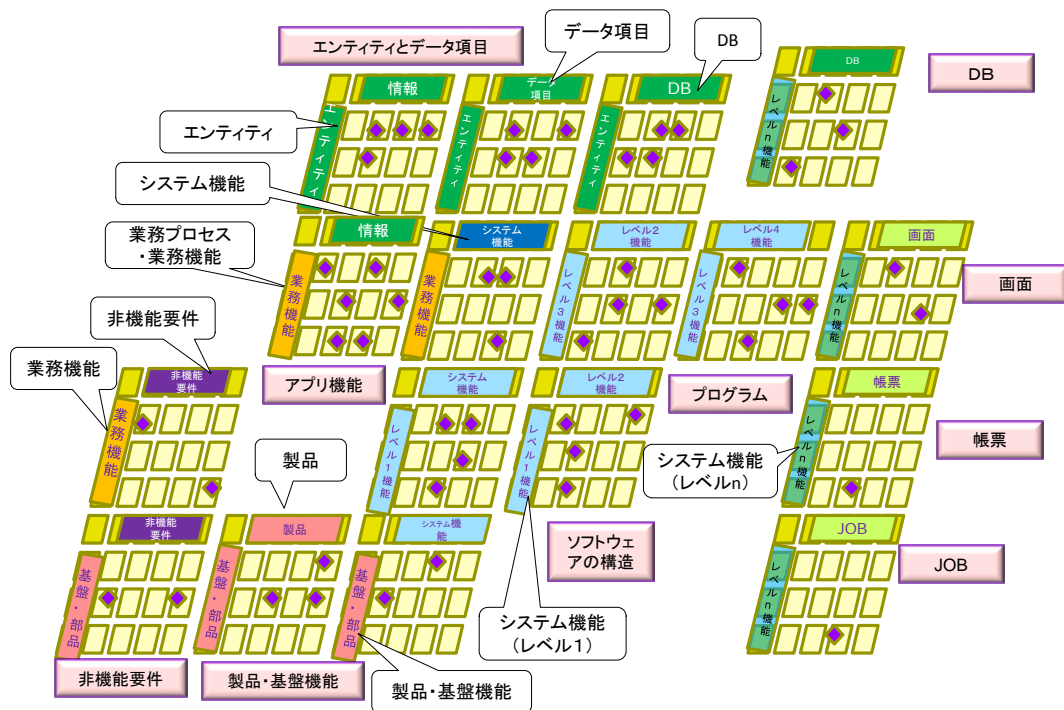 エンティティとデータ項目
データ項目
DB
DB
DB
情報
データ
項目
DB
エンティティ
エンティティ
エンティティ
エンティティ
レベルn機能
システム機能
業務プロセス
・業務機能
情報
システム
機能
レベル2
機能
レベル4
機能
画面
画面
業務機能
業務機能
レベル3機能
レベル3機能
レベルn機能
非機能要件
業務機能
非機能
要件
アプリ機能
システム
機能
レベル2
機能
プログラム
帳票
帳票
業務機能
レベル1機能
レベル1機能
レベルn機能
システム機能
(レベルn)
製品
非機能
要件
製品
システム機
能
ソフトウェ
アの構造
JOB
JOB
基盤・部品
基盤・部品
基盤・部品
レベルn機能
システム機能
(レベル1)
非機能要件
製品・基盤機能
製品・基盤機能